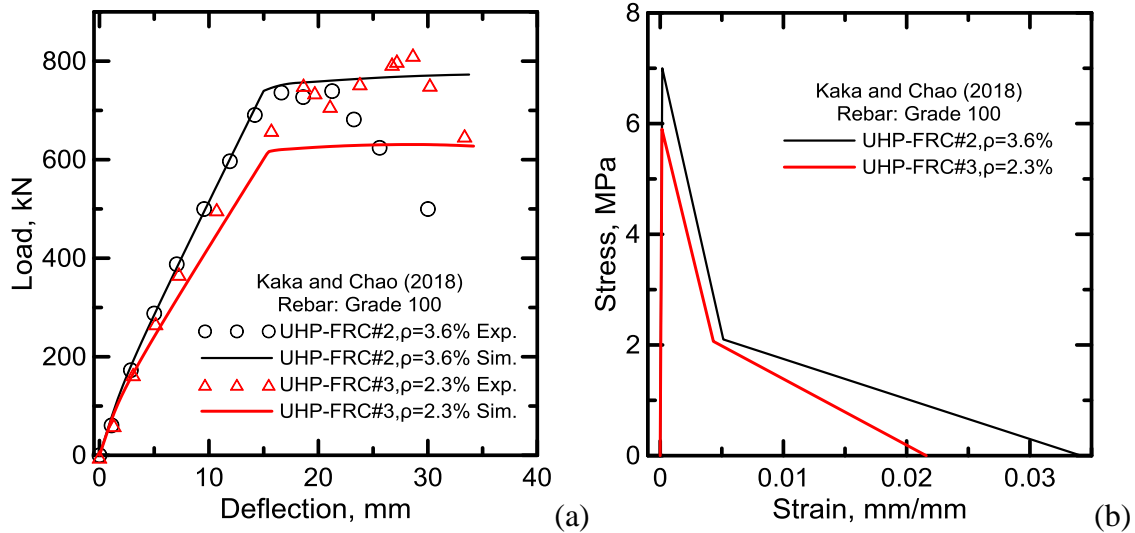 Load, kN
800
600
400
200
0
0
10
20
30
40
Deflection, mm
Kaka and Chao (2018)
Rebar: Grade 100
UHP-FRC#2,ρ=3.6% Exp.
UHP-FRC#2,ρ=3.6% Sim.
UHP-FRC#3,ρ=2.3% Exp.
UHP-FRC#3,ρ=2.3% Sim.
(a)
Stress, MPa
8
6
4
2
0
0
0.01
0.02
0.03
Strain, mm/mm
Kaka and Chao (2018)
Rebar: Grade 100
UHP-FRC#2,ρ=3.6%
UHP-FRC#3,ρ=2.3%
(b)